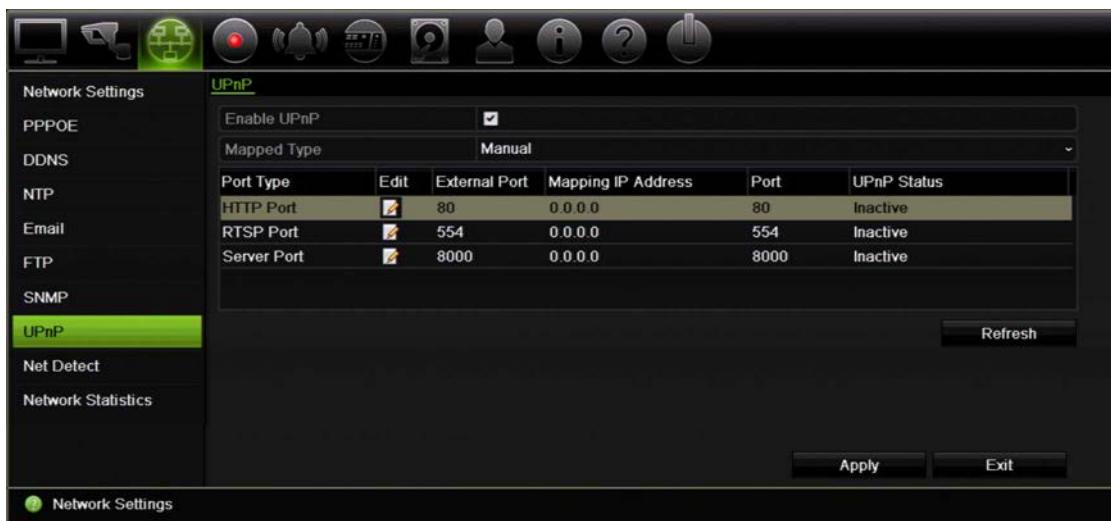 Network Settings
PPPOE
DDNS
NTP
Email
FTP
SNMP
UPnP
Net Detect
Network Statistics
UPnP
Enable UPnP
Mapped Type Manual
Port Type Edit External Port Mapping IP Address Port UPnP Status
HTTP Port 80 0.0.0.0 80 Inactive
RTSP Port 554 0.0.0.0 554 Inactive
Server Port 8000 0.0.0.0 8000 Inactive
Refresh
Apply Exit
? Network Settings